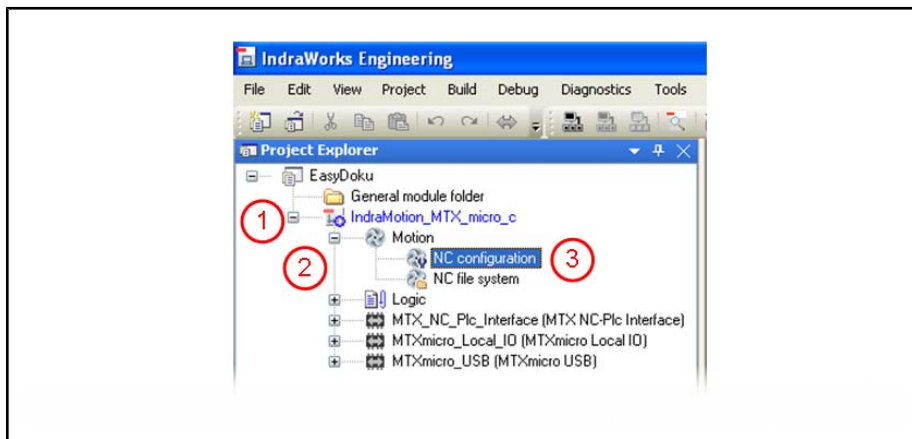 IndraWorks Engineering
File Edit View Project Build Debug Diagnostics Tools
Project Explorer
EasyDoku
General module folder
1 IndraMotion_MTX_micro_c
Motion
2 NC configuration 3
NC file system
Logic
MTX_NC_Plc_Interface (MTX NC-Plc Interface)
MTXmicro_Local_IO (MTXmicro Local IO)
MTXmicro_USB (MTXmicro USB)